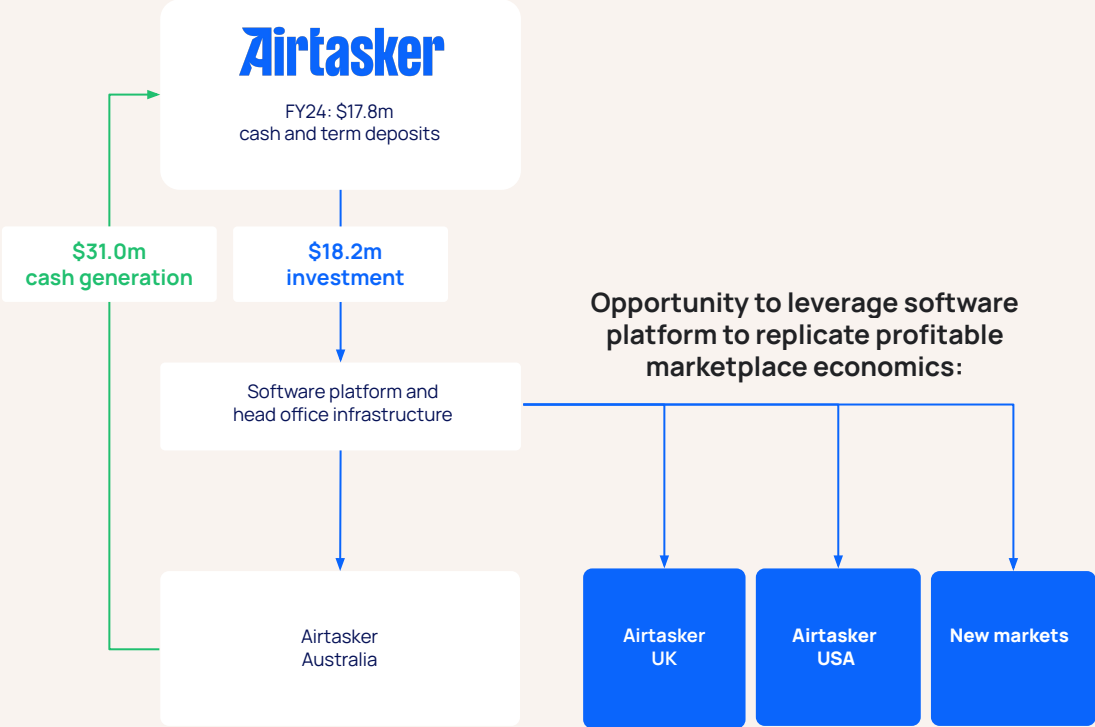 Airtasker
FY24: $17.8m
cash and term deposits
$31.0m
cash generation
$18.2m
investment
Opportunity to leverage software
platform to replicate profitable
marketplace economics:
Software platform and
head office infrastructure
Airtasker
Australia
Airtasker
UK
Airtasker
USA
New markets